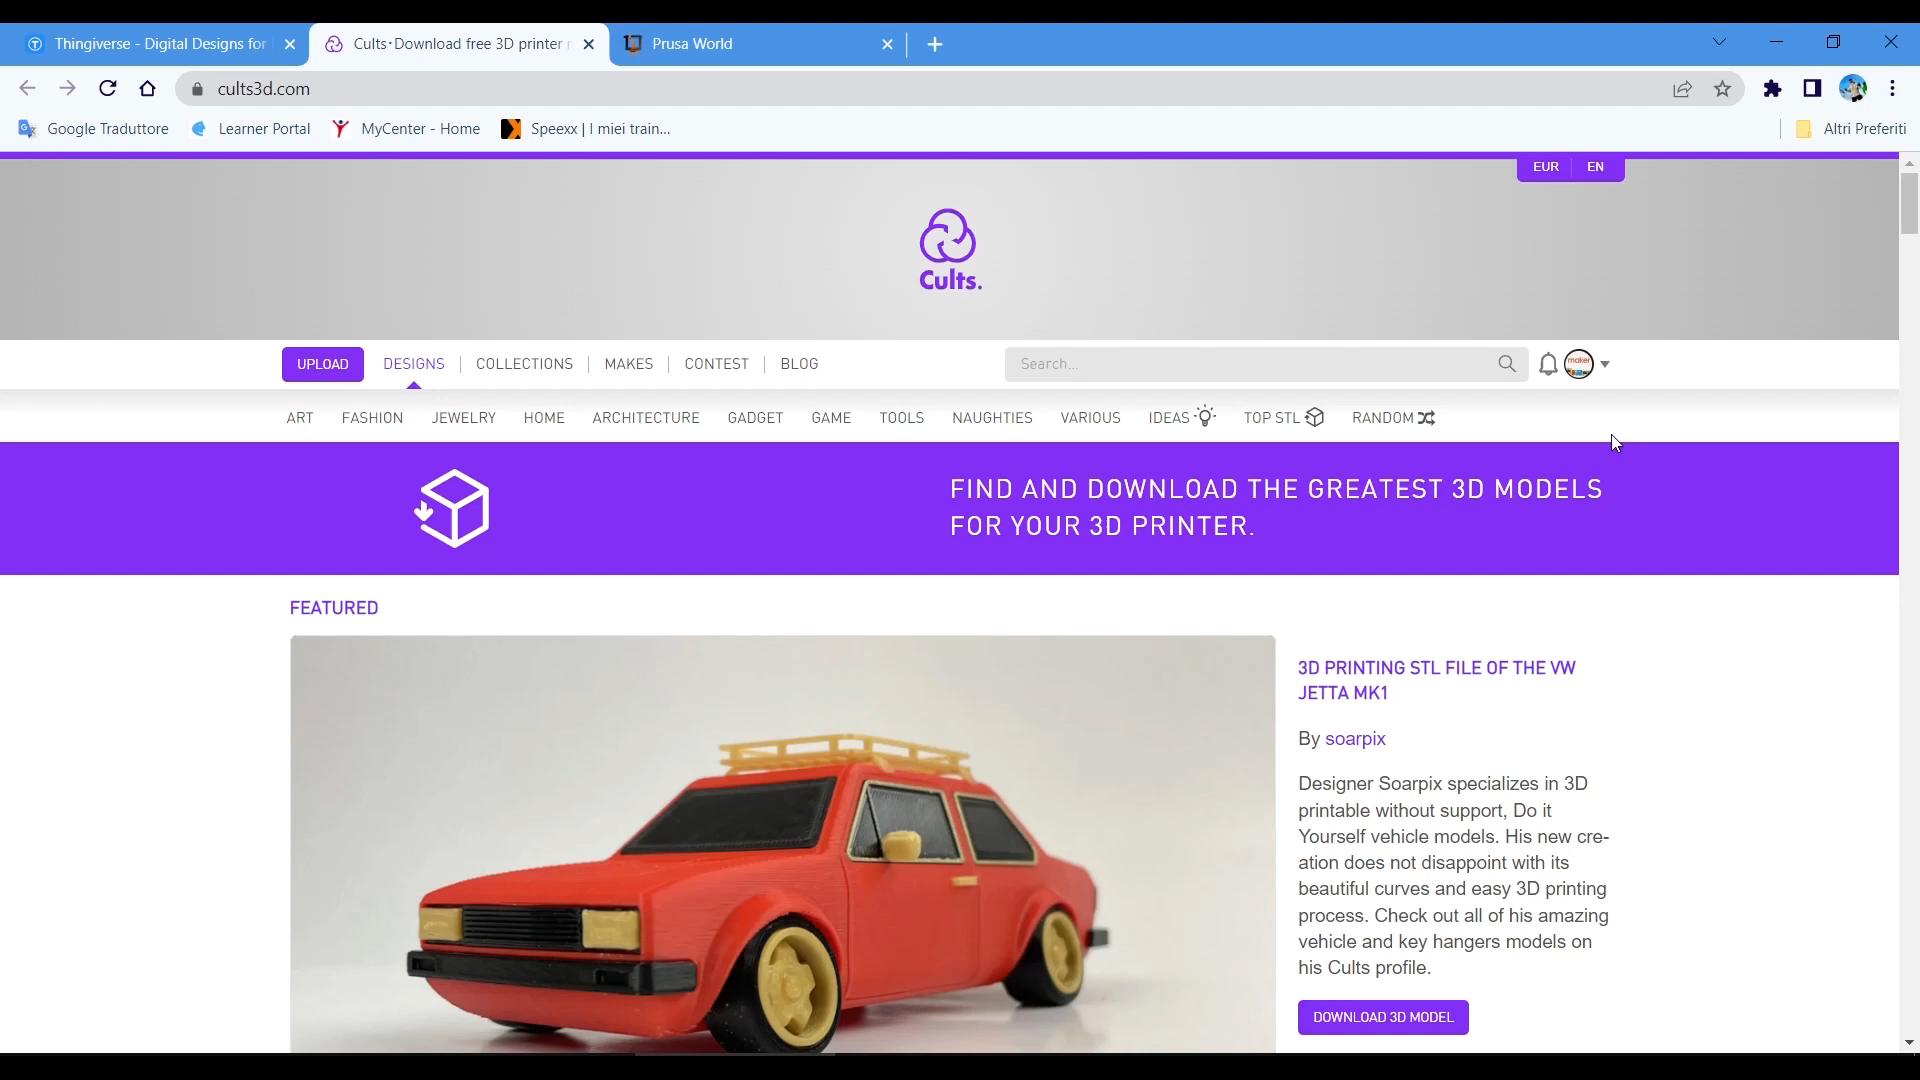 Thingiverse - Digital Designs for
Cults・Download free 3D printer
Prusa World
cults3d.com
Google Traduttore
Learner Portal
MyCenter - Home
Speexx | I miei train...
Altri Preferiti
EUR
EN
Cults.
UPLOAD
DESIGNS
COLLECTIONS
MAKES
CONTEST
BLOG
Search...
maker
ART
FASHION
JEWELRY
HOME
ARCHITECTURE
GADGET
GAME
TOOLS
NAUGHTIES
VARIOUS
IDEAS
TOP STL
RANDOM
FIND AND DOWNLOAD THE GREATEST 3D MODELS
FOR YOUR 3D PRINTER.
FEATURED
3D PRINTING STL FILE OF THE VW
JETTA MK1
By soarpix
Designer Soarpix specializes in 3D
printable without support, Do it
Yourself vehicle models. His new cre-
ation does not disappoint with its
beautiful curves and easy 3D printing
process. Check out all of his amazing
vehicle and key hangers models on
his Cults profile.
DOWNLOAD 3D MODEL